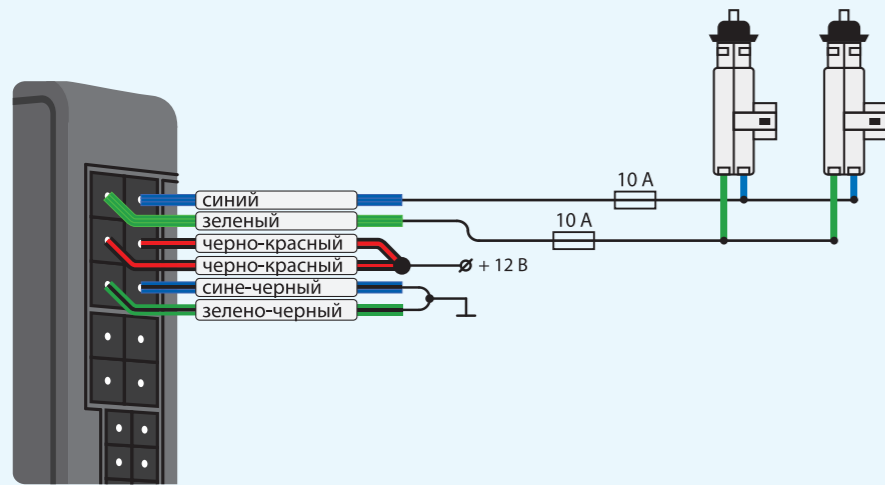 10 А
синий
зеленый
10 А
черно-красный
черно-красный
+ 12 В
сине-черный
зелено-черный